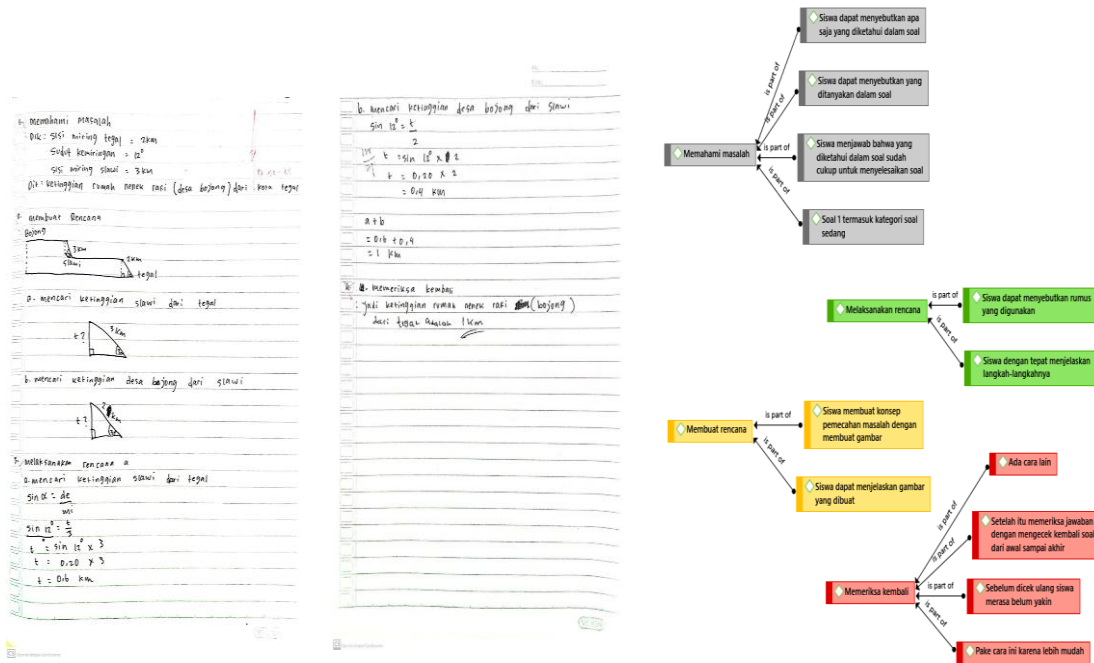 1. Memahami masalah
Dik : Sisi miring tegal = 2km
Sudut kemiringan = 12°
Sisi miring slawi = 3 km
Dit : ketinggian rumah nenek rasi (desa bojong) dari kota tegal
2. membuat Rencana
Bojong
3km
Slawi
2km
tegal
a. mencari ketinggian slawi dari tegal
t?
3 km
b. mencari ketinggian desa bojong dari slawi
t?
2 km
3. melaksanakan rencana a
a. mencari ketinggian slawi dari tegal
sin α = de
mi
sin 12° = t
3
t = sin 12° x 3
t = 0,20 x 3
t = 0,6 km
b. mencari ketinggian desa bojong dari slawi
sin 12° = t
2
t = sin 12° x 2
t = 0,20 x 2
= 0,4 km
a + b
= 0,6 + 0,4
= 1 km
memeriksa kembali
: Jadi ketinggian rumah nenek rasi (bojong)
dari tegal adalah 1 km
Memahami masalah
is part of
Siswa dapat menyebutkan apa
saja yang diketahui dalam soal
is part of
Siswa dapat menyebutkan yang
ditanyakan dalam soal
is part of
Siswa menjawab bahwa yang
diketahui dalam soal sudah
cukup untuk menyelesaikan soal
is part of
Soal 1 termasuk kategori soal
sedang
Melaksanakan rencana
is part of
Siswa dapat menyebutkan rumus
yang digunakan
is part of
Siswa dengan tepat menjelaskan
langkah-langkahnya
Membuat rencana
is part of
Siswa membuat konsep
pemecahan masalah dengan
membuat gambar
is part of
Siswa dapat menjelaskan gambar
yang dibuat
Memeriksa kembali
is part of
Ada cara lain
is part of
Setelah itu memeriksa jawaban
dengan mengecek kembali soal
dari awal sampai akhir
is part of
Sebelum dicek ulang siswa
merasa belum yakin
is part of
Pake cara ini karena lebih mudah